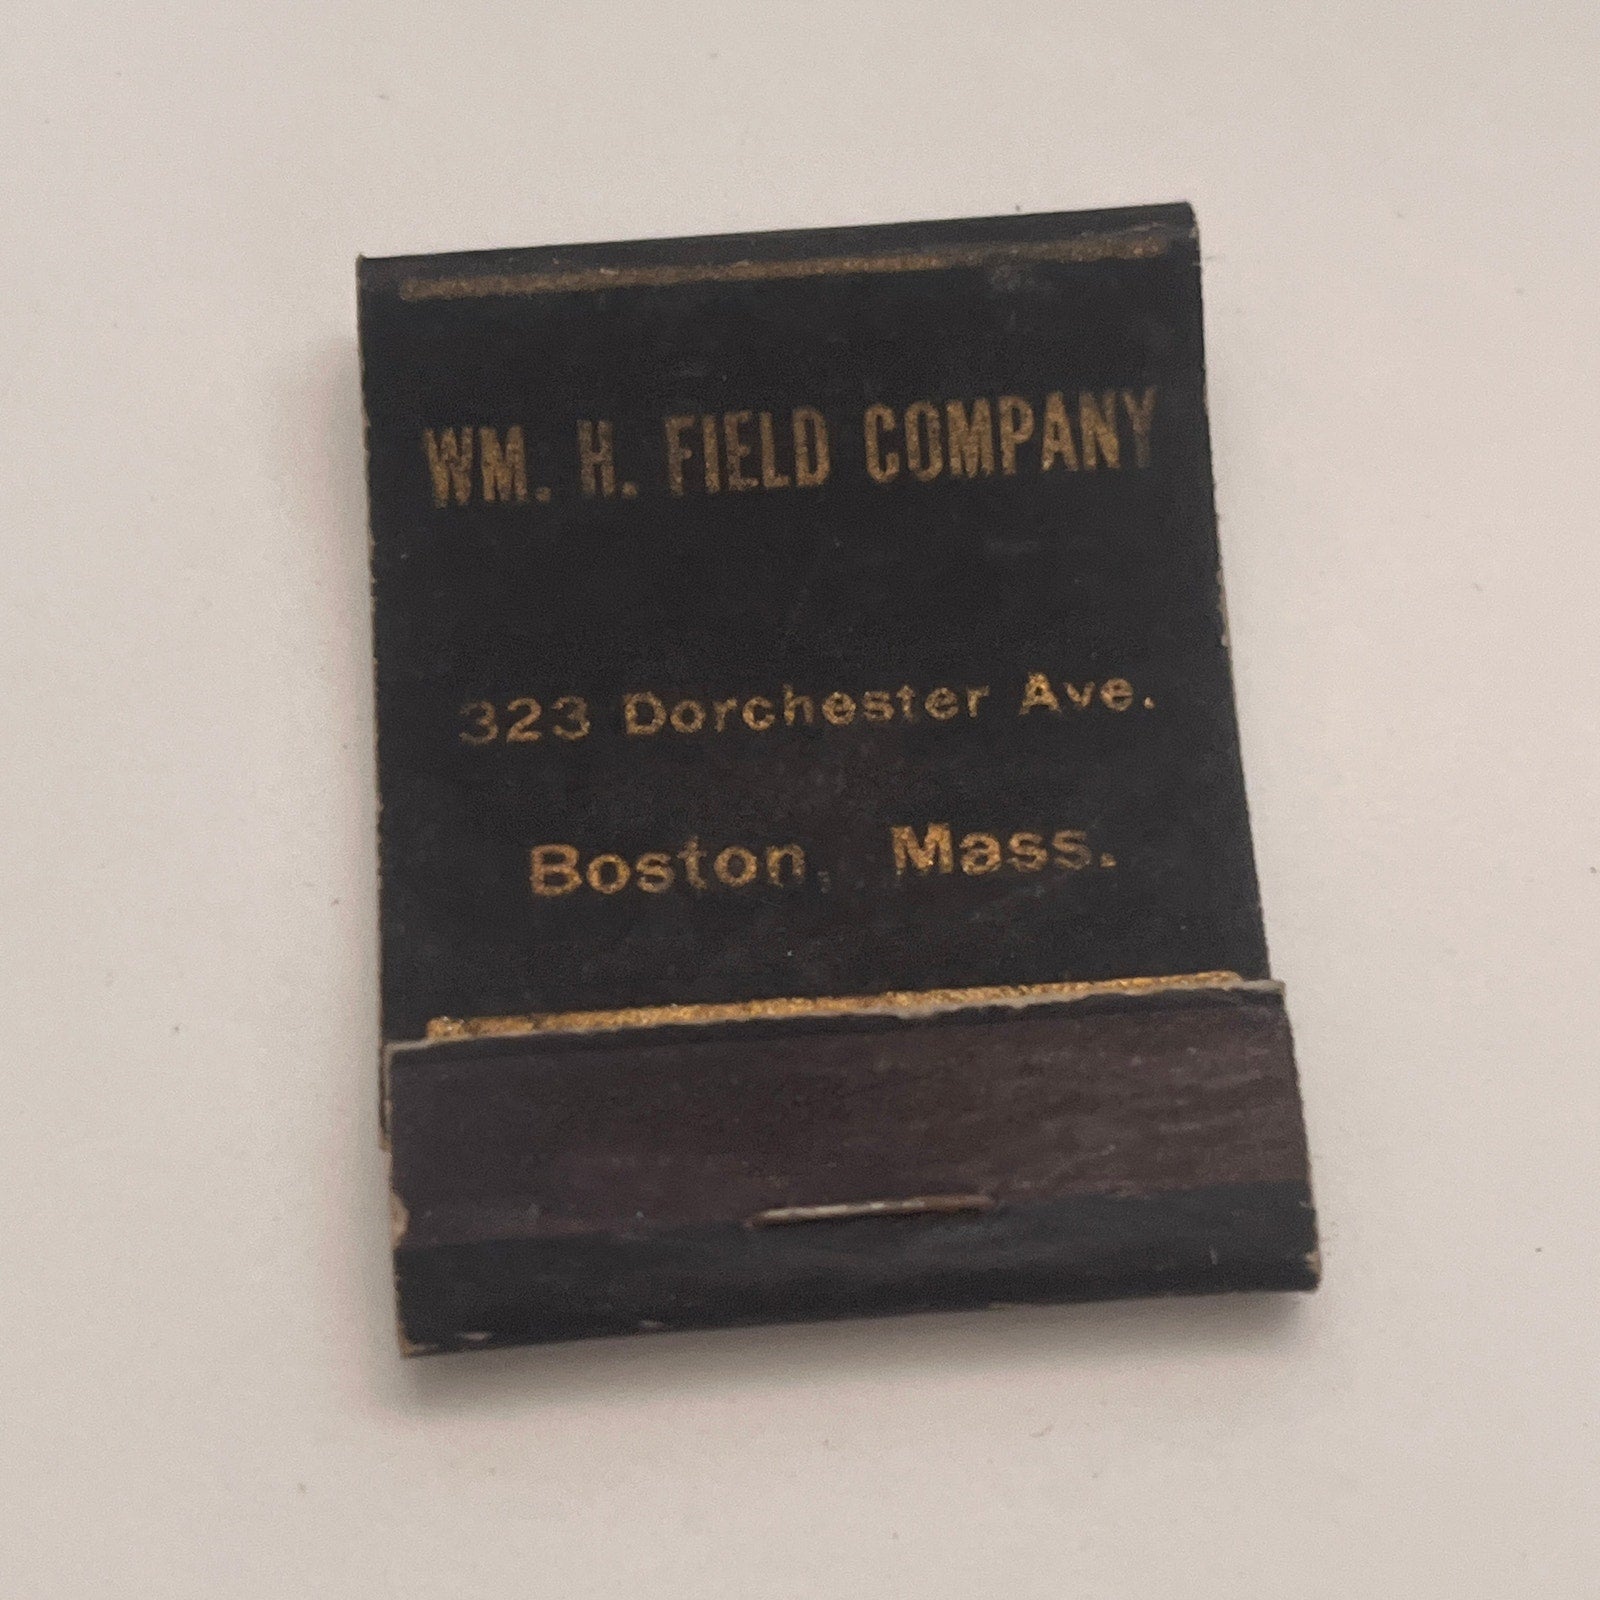 WM. H. FIELD COMPANY
323 Dorchester Ave.
Boston, Mass.